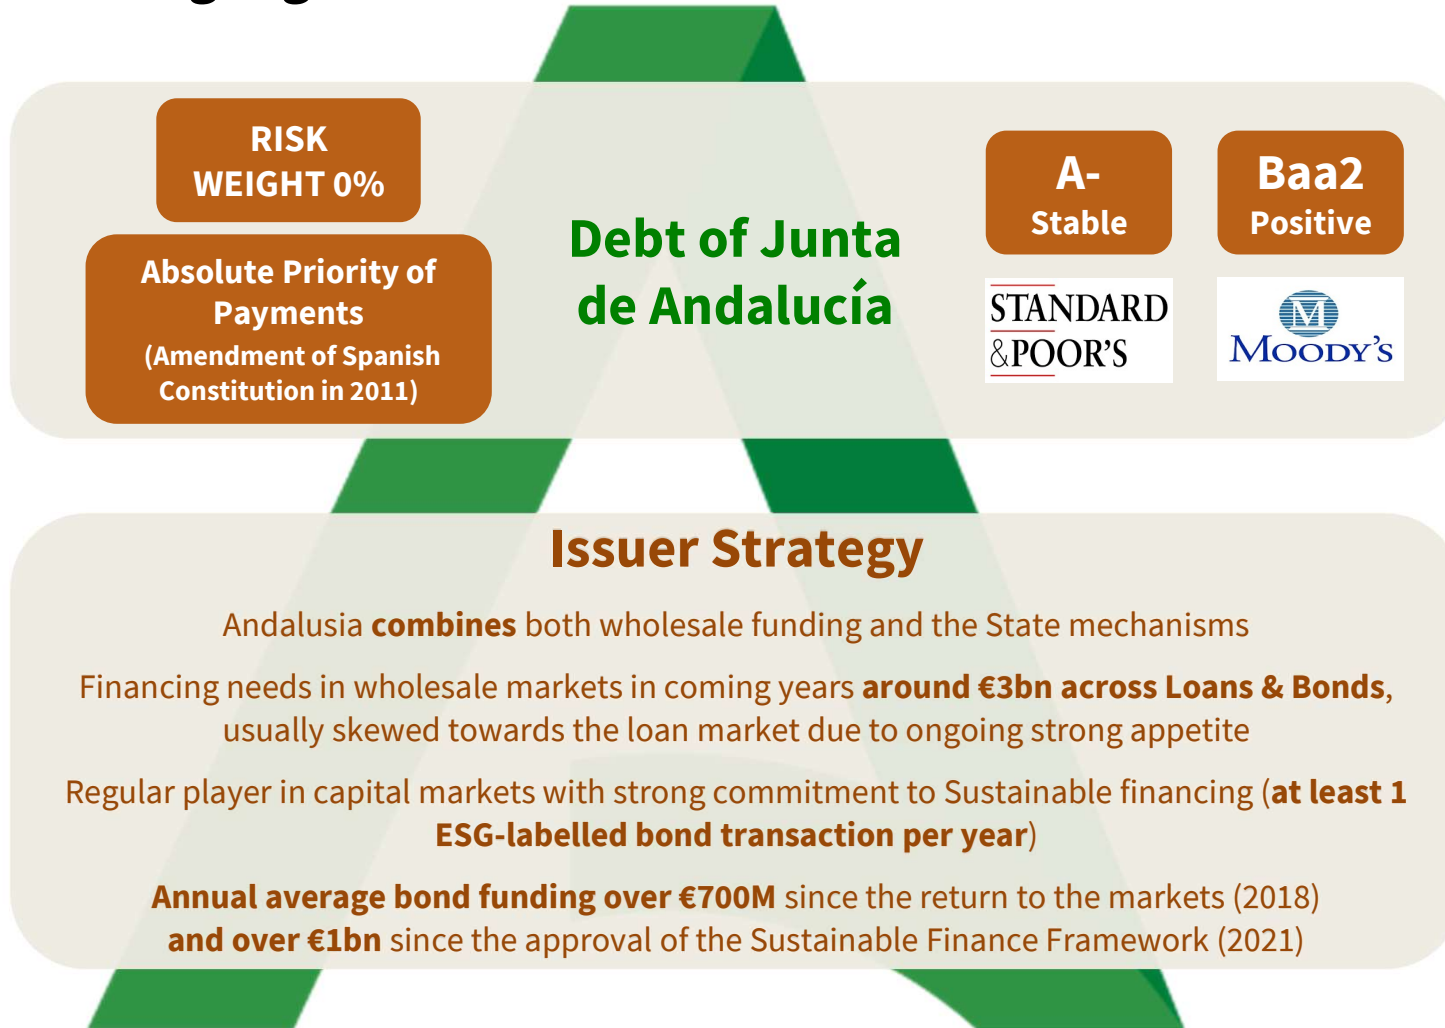 RISK
WEIGHT 0%
Absolute Priority of
Payments
(Amendment of Spanish
Constitution in 2011)
Debt of Junta
de Andalucía
A-
Stable
STANDARD
&POOR'S
Baa2
Positive
M
MOODY'S
Issuer Strategy
Andalusia combines both wholesale funding and the State mechanisms
Financing needs in wholesale markets in coming years around €3bn across Loans & Bonds,
usually skewed towards the loan market due to ongoing strong appetite
Regular player in capital markets with strong commitment to Sustainable financing (at least 1
ESG-labelled bond transaction per year)
Annual average bond funding over €700M since the return to the markets (2018)
and over €1bn since the approval of the Sustainable Finance Framework (2021)